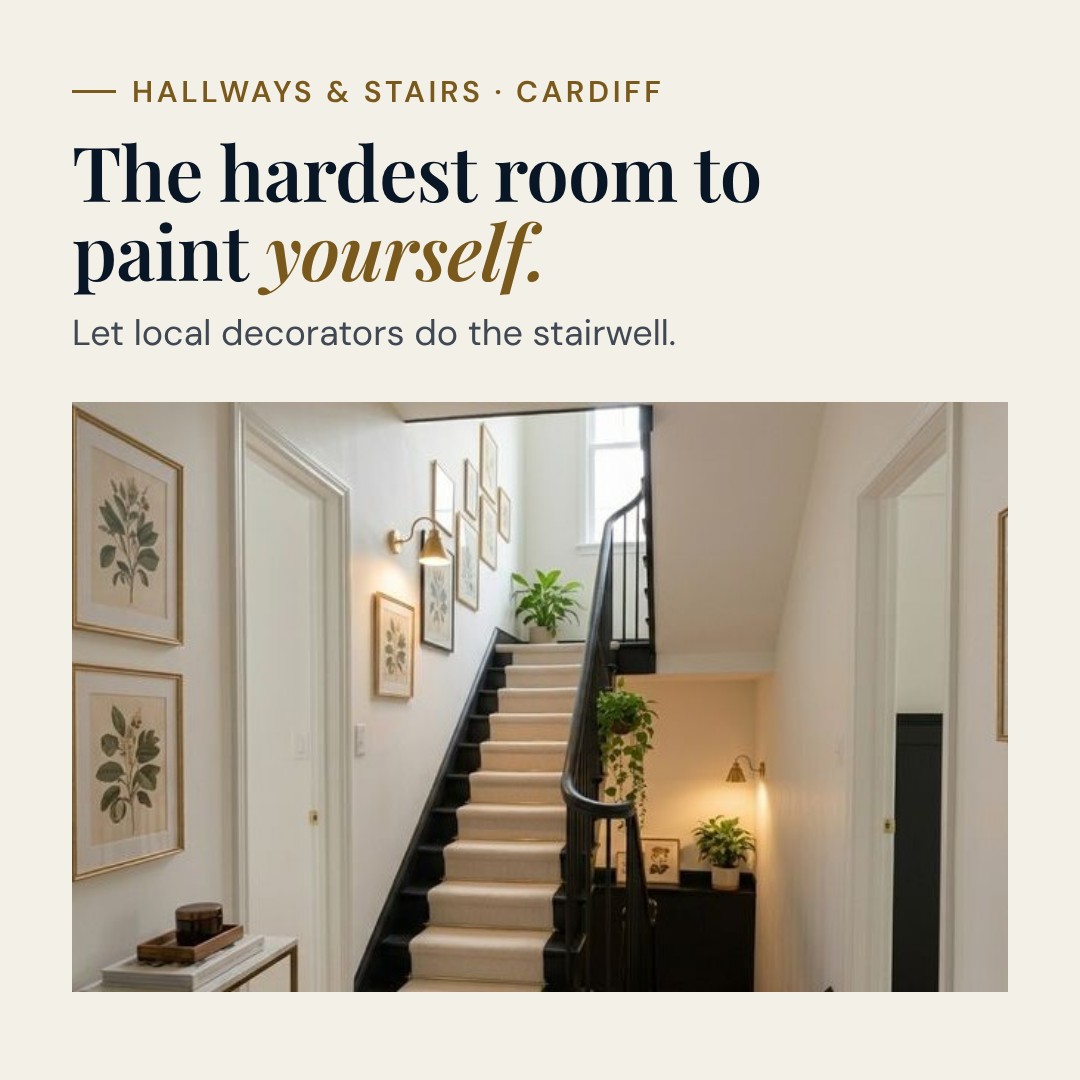 HALLWAYS & STAIRS · CARDIFF
The hardest room to
paint yourself.
Let local decorators do the stairwell.